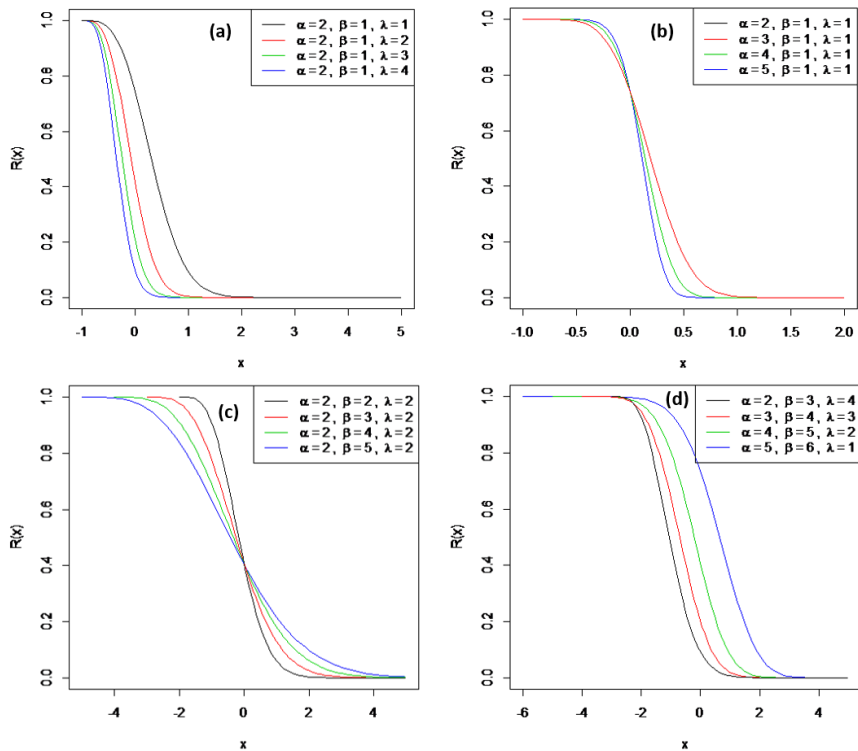 (a)
α=2, β=1, λ=1
α=2, β=1, λ=2
α=2, β=1, λ=3
α=2, β=1, λ=4
R(x)
0.0 0.2 0.4 0.6 0.8 1.0
-1 0 1 2 3 4 5
x
(b)
α=2, β=1, λ=1
α=3, β=1, λ=1
α=4, β=1, λ=1
α=5, β=1, λ=1
R(x)
0.0 0.2 0.4 0.6 0.8 1.0
-1.0 -0.5 0.0 0.5 1.0 1.5 2.0
x
(c)
α=2, β=2, λ=2
α=2, β=3, λ=2
α=2, β=4, λ=2
α=2, β=5, λ=2
R(x)
0.0 0.2 0.4 0.6 0.8 1.0
-4 -2 0 2 4
x
(d)
α=2, β=3, λ=4
α=3, β=4, λ=3
α=4, β=5, λ=2
α=5, β=6, λ=1
R(x)
0.0 0.2 0.4 0.6 0.8 1.0
-6 -4 -2 0 2 4
x